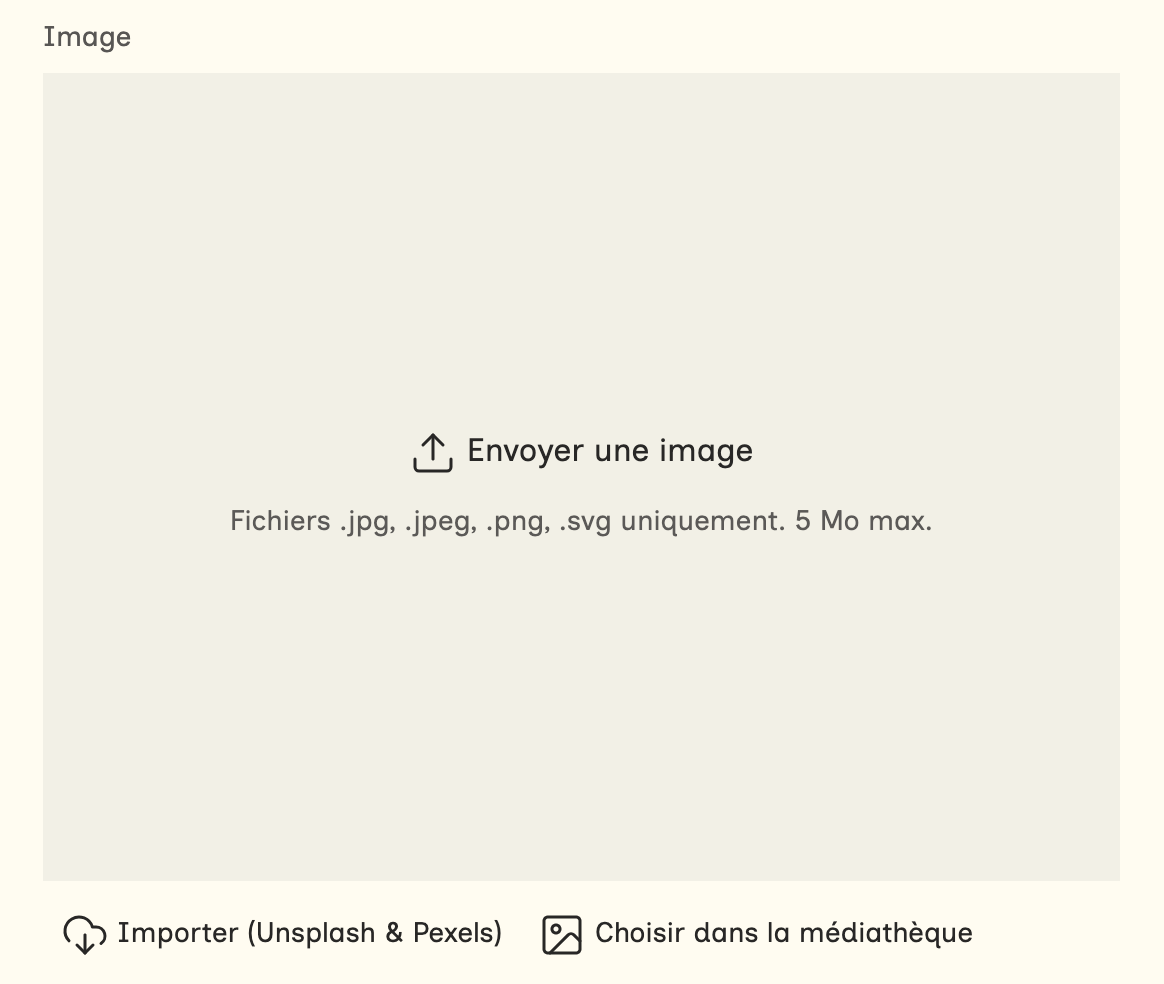 Image
Envoyer une image
Fichiers .jpg, .jpeg, .png, .svg uniquement. 5 Mo max.
Importer (Unsplash & Pexels) Choisir dans la médiathèque